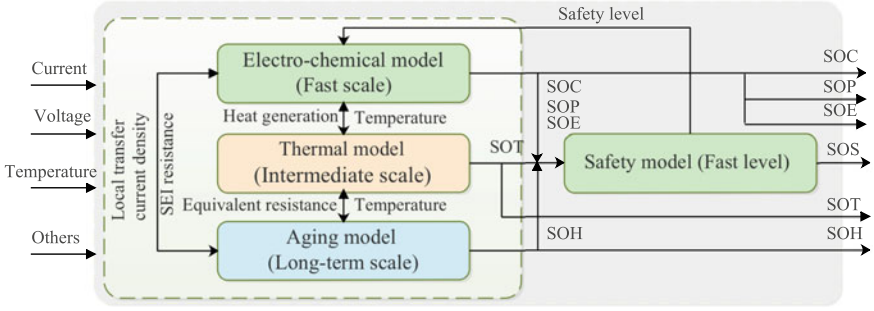 Safety level
Current
Voltage
Temperature
Others
Local transfer
current density
SEI resistance
Electro-chemical model
(Fast scale)
Heat generation
Temperature
Thermal model
(Intermediate scale)
Equivalent resistance
Temperature
Aging model
(Long-term scale)
SOT
SOC
SOP
SOE
SOH
Safety model (Fast level)
SOC
SOP
SOE
SOS
SOT
SOH